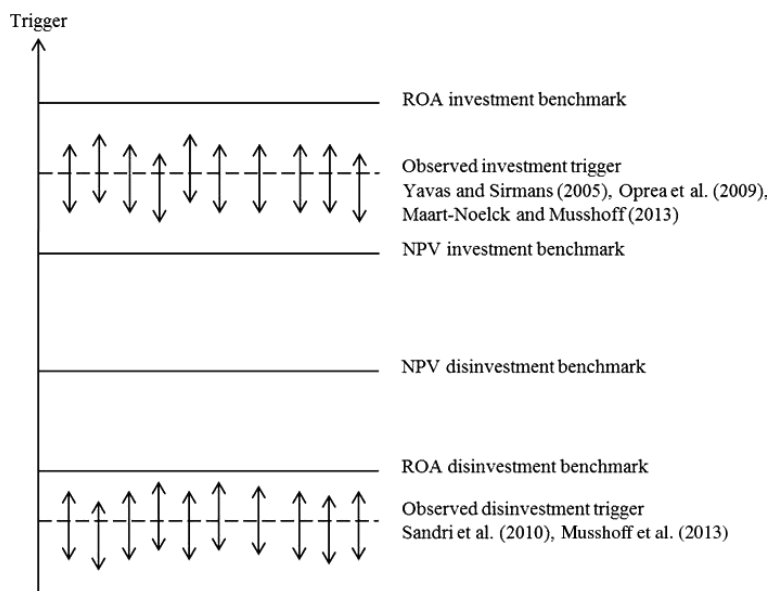 Trigger
ROA investment benchmark
Observed investment trigger
Yavas and Sirmans (2005), Oprea et al. (2009),
Maart-Noelck and Musshoff (2013)
NPV investment benchmark
NPV disinvestment benchmark
ROA disinvestment benchmark
Observed disinvestment trigger
Sandri et al. (2010), Musshoff et al. (2013)